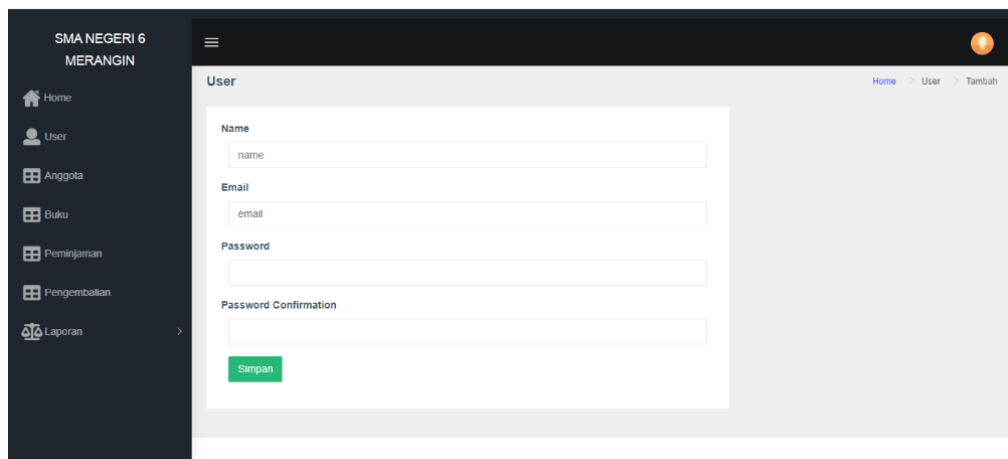 SMA NEGERI 6
MERANGIN
Home
User
Anggota
Buku
Peminjaman
Pengembalian
Laporan
User
Home > User > Tambah
Name
name
Email
email
Password
Password Confirmation
Simpan